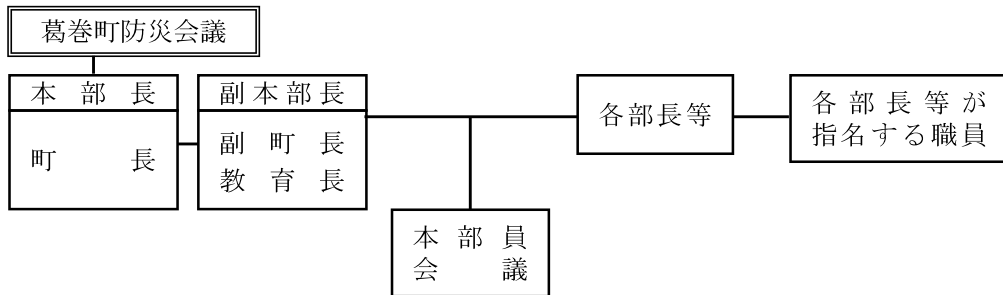 葛巻町防災会議
本部長
町長
副本部長
副町長
教育長
各部長等
各部長等が
指名する職員
本部員
会議